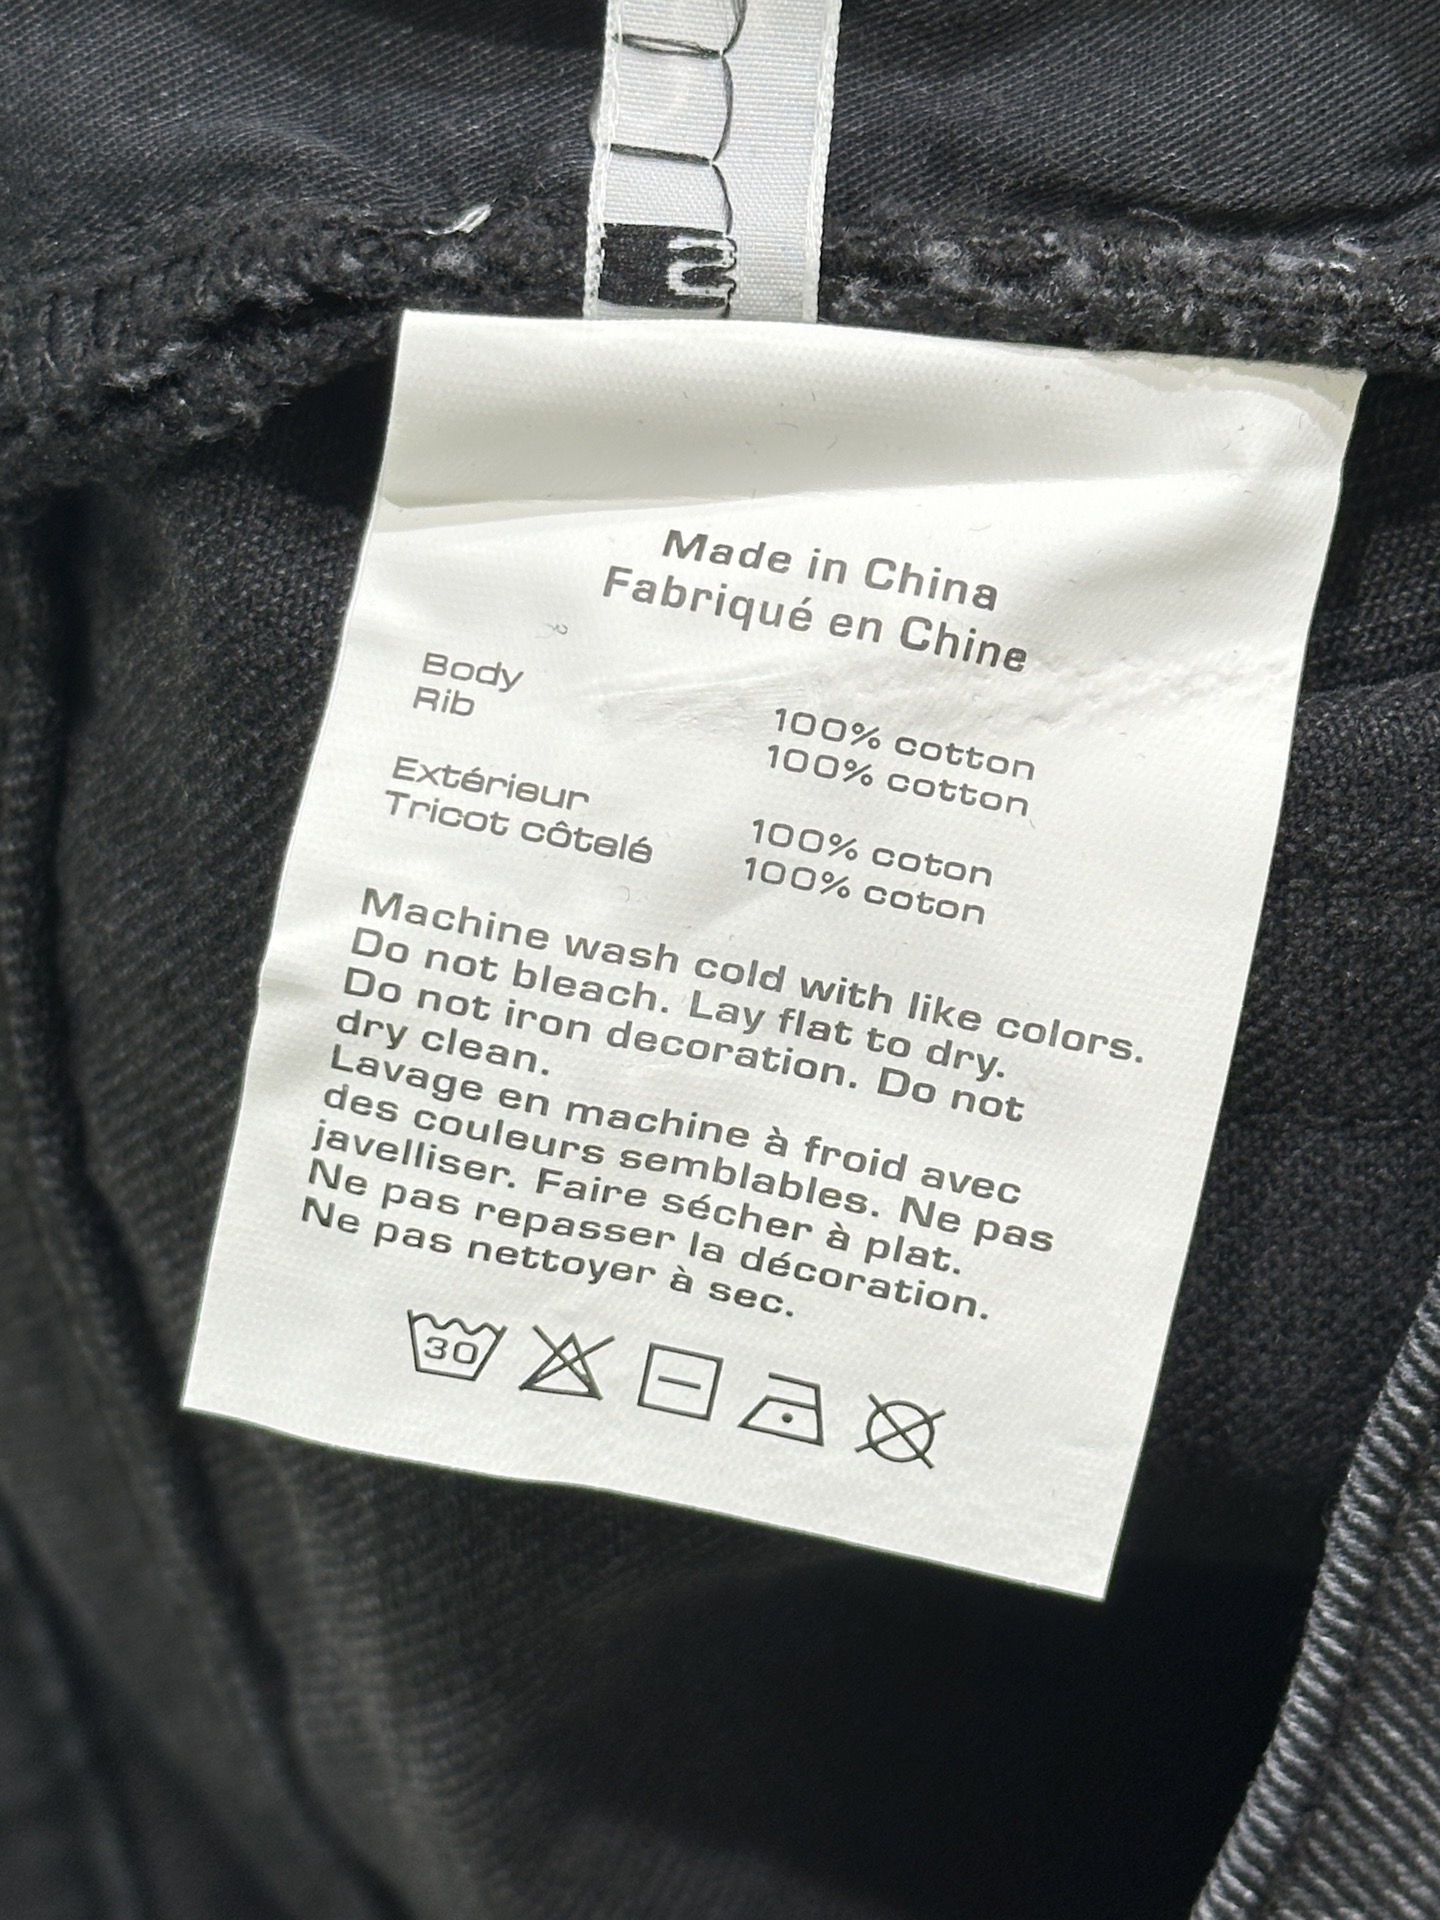 Made in China
Fabriqué en Chine
Body 100% cotton
Rib 100% cotton
Extérieur 100% coton
Tricot côtelé 100% coton
Machine wash cold with like colors.
Do not bleach. Lay flat to dry.
Do not iron decoration. Do not
dry clean.
Lavage en machine à froid avec
des couleurs semblables. Ne pas
javelliser. Faire sécher à plat.
Ne pas repasser la décoration.
Ne pas nettoyer à sec.
30